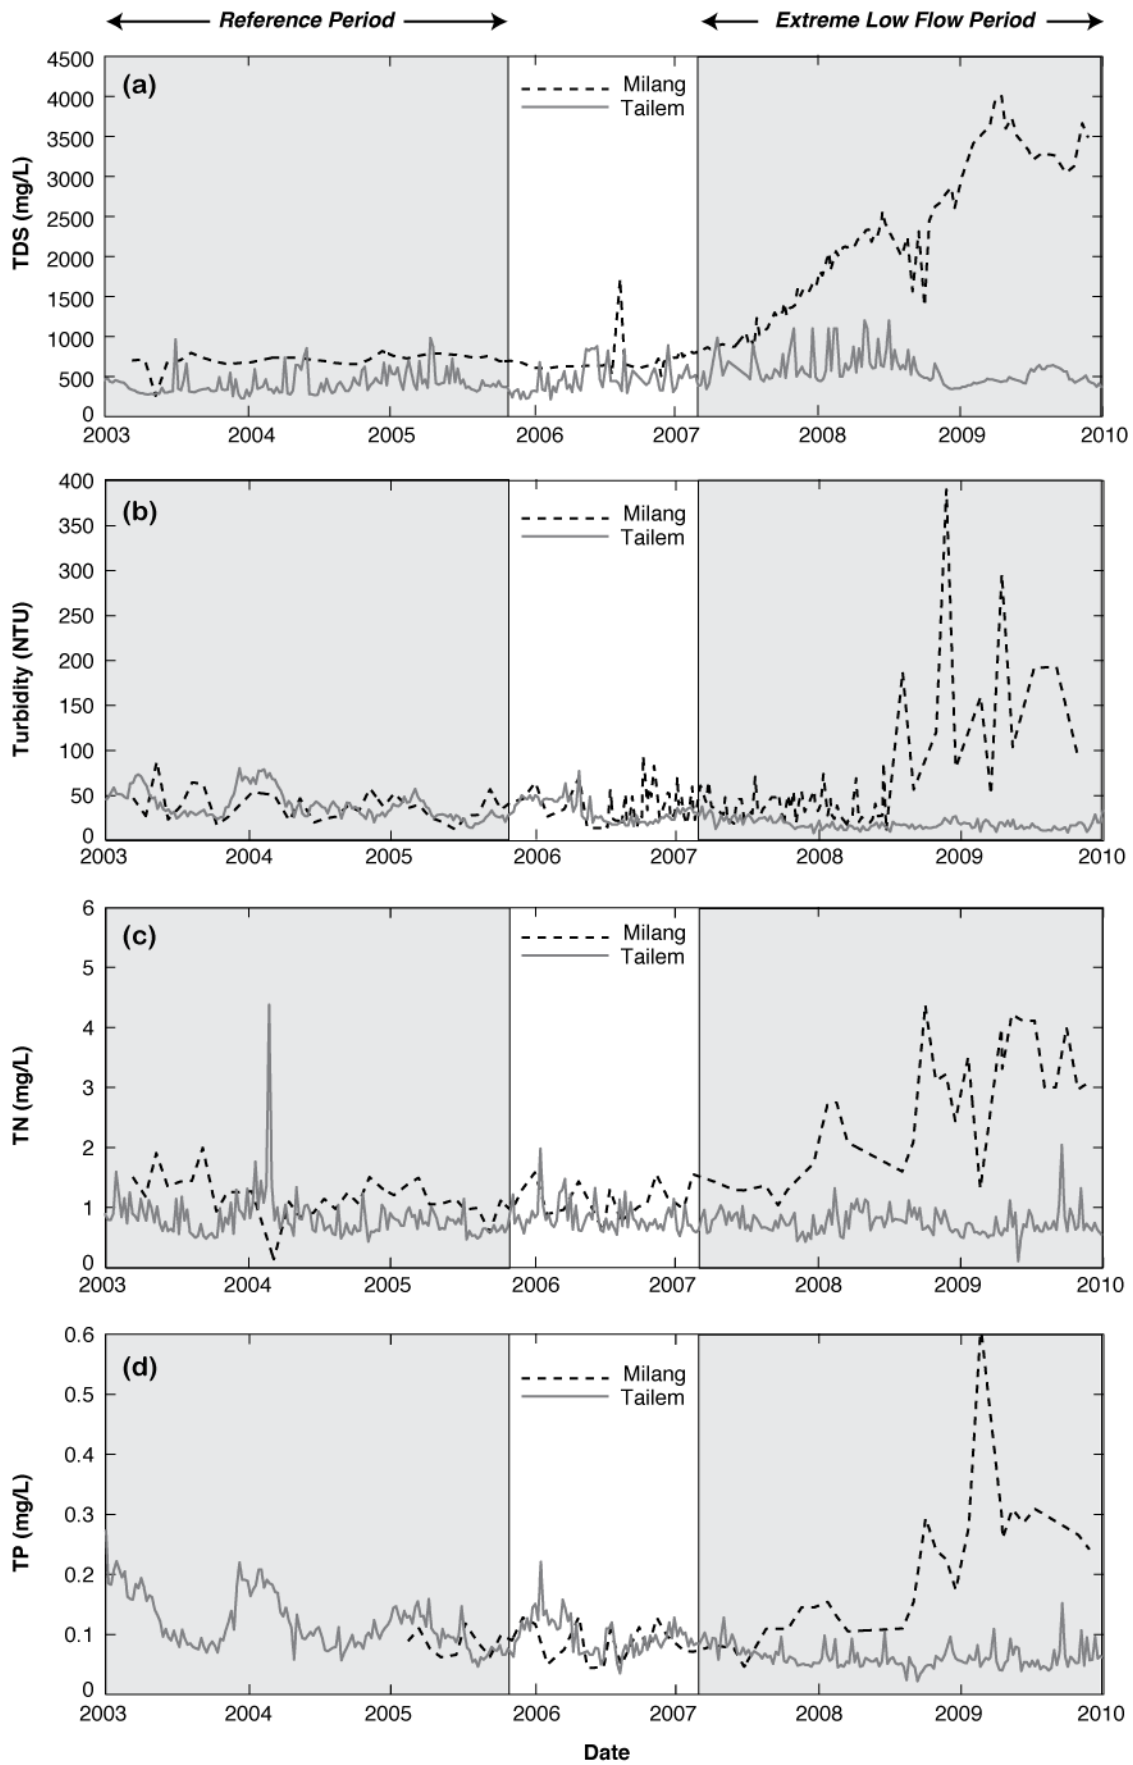 Reference Period Extreme Low Flow Period
4500
(a)
Milang
4000
Tailem
3500
3000
TDS (mg/L)
2500
2000
1500
1000
500
0
2003 2004 2005 2006 2007 2008 2009 2010
400
(b)
Milang
350
Tailem
300
250
Turbidity (NTU)
200
150
100
50
0
2003 2004 2005 2006 2007 2008 2009 2010
6
(c)
Milang
Tailem
5
4
TN (mg/L)
3
2
1
0
2003 2004 2005 2006 2007 2008 2009 2010
0.6
(d)
Milang
Tailem
0.5
0.4
TP (mg/L)
0.3
0.2
0.1
0
2003 2004 2005 2006 2007 2008 2009 2010
Date